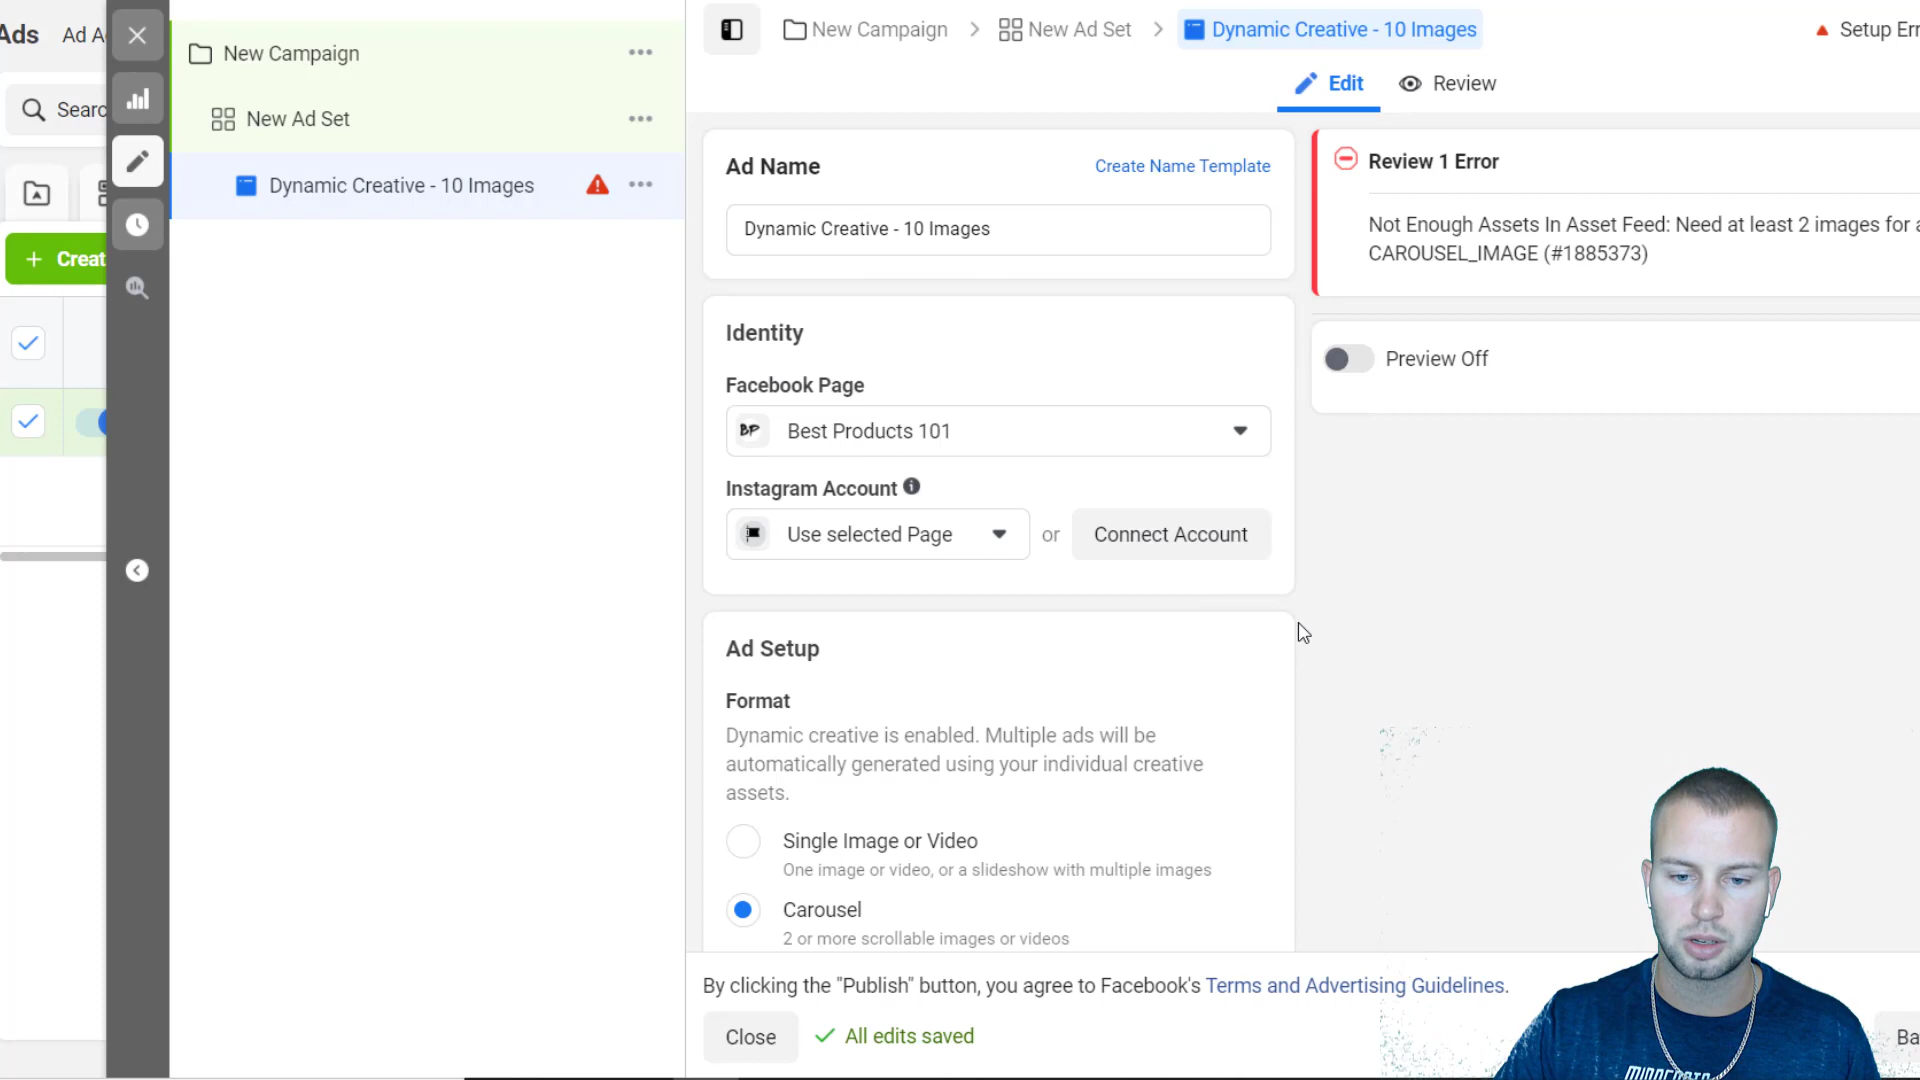 Ads
Ad A
Searc
+ Creat
New Campaign
New Ad Set
Dynamic Creative - 10 Images
New Campaign > New Ad Set > Dynamic Creative - 10 Images
Setup Err
Edit
Review
Ad Name
Create Name Template
Dynamic Creative - 10 Images
Review 1 Error
Not Enough Assets In Asset Feed: Need at least 2 images for a
CAROUSEL_IMAGE (#1885373)
Preview Off
Identity
Facebook Page
BP Best Products 101
Instagram Account
Use selected Page or Connect Account
Ad Setup
Format
Dynamic creative is enabled. Multiple ads will be
automatically generated using your individual creative
assets.
Single Image or Video
One image or video, or a slideshow with multiple images
Carousel
2 or more scrollable images or videos
By clicking the "Publish" button, you agree to Facebook's Terms and Advertising Guidelines.
Close
All edits saved
Ba